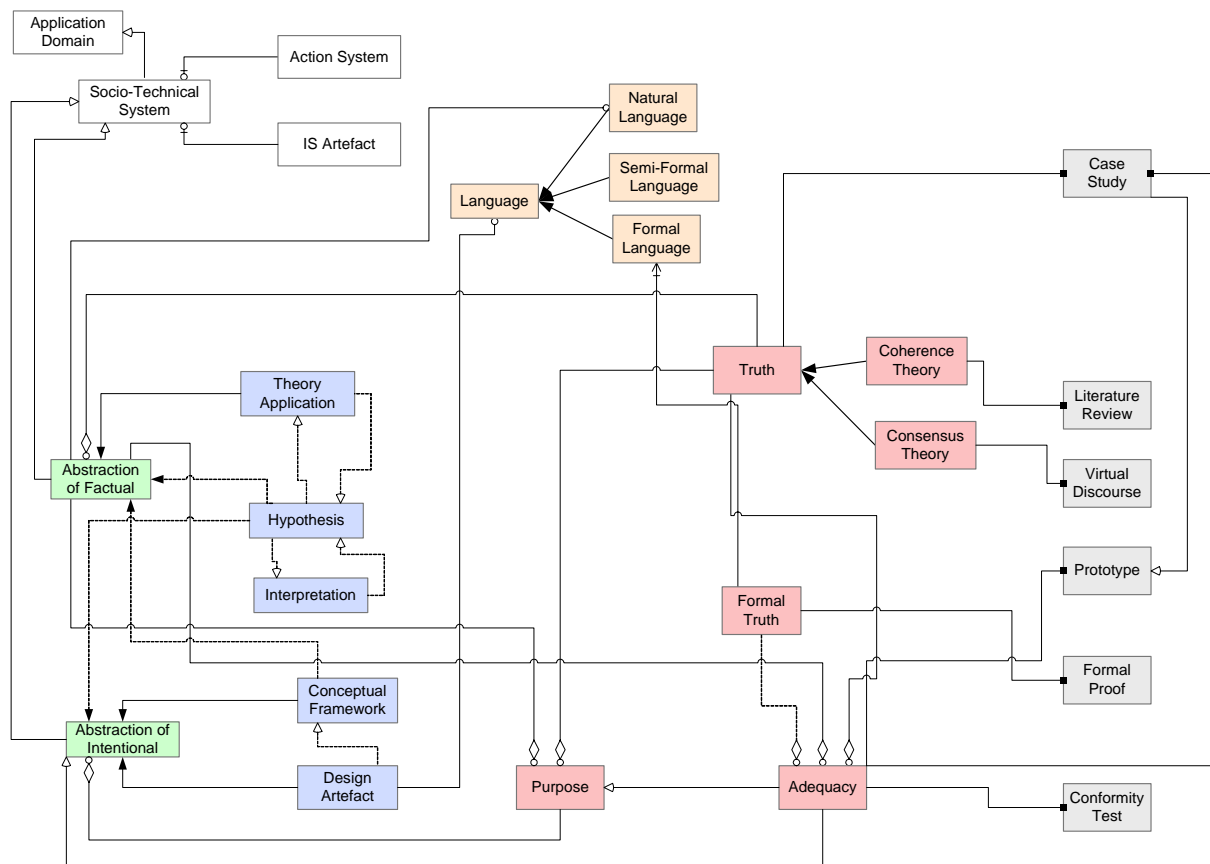 Application
Domain
Action System
Socio-Technical
System
IS Artefact
Natural
Language
Semi-Formal
Language
Language
Formal
Language
Case
Study
Truth
Coherence
Theory
Literature
Review
Consensus
Theory
Virtual
Discourse
Theory
Application
Abstraction
of Factual
Hypothesis
Interpretation
Prototype
Formal
Truth
Formal
Proof
Conceptual
Framework
Abstraction of
Intentional
Design
Artefact
Purpose
Adequacy
Conformity
Test